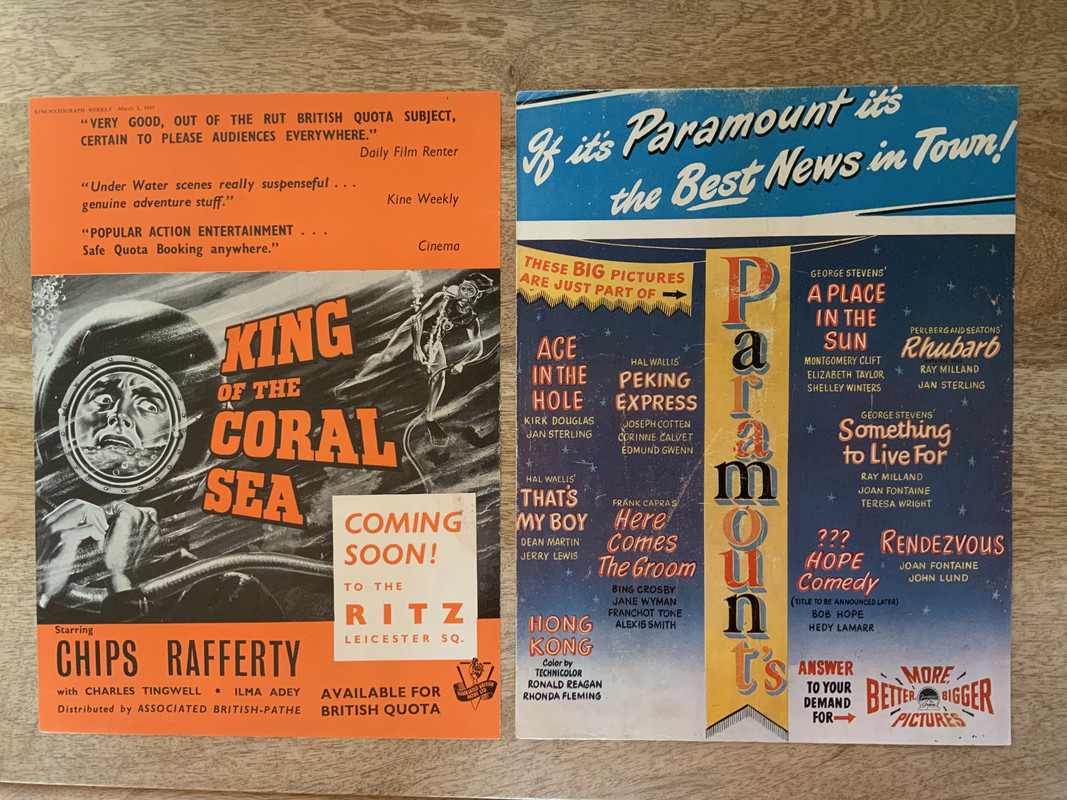 KINEMATOGRAPH WEEKLY March 3, 1955
"VERY GOOD, OUT OF THE RUT BRITISH QUOTA SUBJECT,
CERTAIN TO PLEASE AUDIENCES EVERYWHERE."
Daily Film Renter
"Under Water scenes really suspenseful . . .
genuine adventure stuff."
Kine Weekly
"POPULAR ACTION ENTERTAINMENT . . .
Safe Quota Booking anywhere."
Cinema
KING
OF THE
CORAL
SEA
COMING
SOON!
TO THE
RITZ
LEICESTER SQ.
Starring
CHIPS RAFFERTY
with CHARLES TINGWELL • ILMA ADEY
Distributed by ASSOCIATED BRITISH-PATHE
AVAILABLE FOR
BRITISH QUOTA
If it's Paramount it's
the Best News in Town!
THESE BIG PICTURES
ARE JUST PART OF
Paramount's
ACE
IN THE
HOLE
KIRK DOUGLAS
JAN STERLING
HAL WALLIS'
THAT'S
MY BOY
DEAN MARTIN
JERRY LEWIS
HONG
KONG
Color by
TECHNICOLOR
RONALD REAGAN
RHONDA FLEMING
HAL WALLIS'
PEKING
EXPRESS
JOSEPH COTTEN
CORINNE CALVET
EDMUND GWENN
FRANK CAPRA'S
Here
Comes
The Groom
BING CROSBY
JANE WYMAN
FRANCHOT TONE
ALEXIS SMITH
GEORGE STEVENS'
A PLACE
IN THE
SUN
MONTGOMERY CLIFT
ELIZABETH TAYLOR
SHELLEY WINTERS
PERLBERG AND SEATONS'
Rhubarb
RAY MILLAND
JAN STERLING
GEORGE STEVENS'
Something
to Live For
RAY MILLAND
JOAN FONTAINE
TERESA WRIGHT
???
HOPE
Comedy
(TITLE TO BE ANNOUNCED LATER)
BOB HOPE
HEDY LAMARR
RENDEZVOUS
JOAN FONTAINE
JOHN LUND
ANSWER
TO YOUR
DEMAND
FOR
MORE,
BETTER, BIGGER
PICTURES